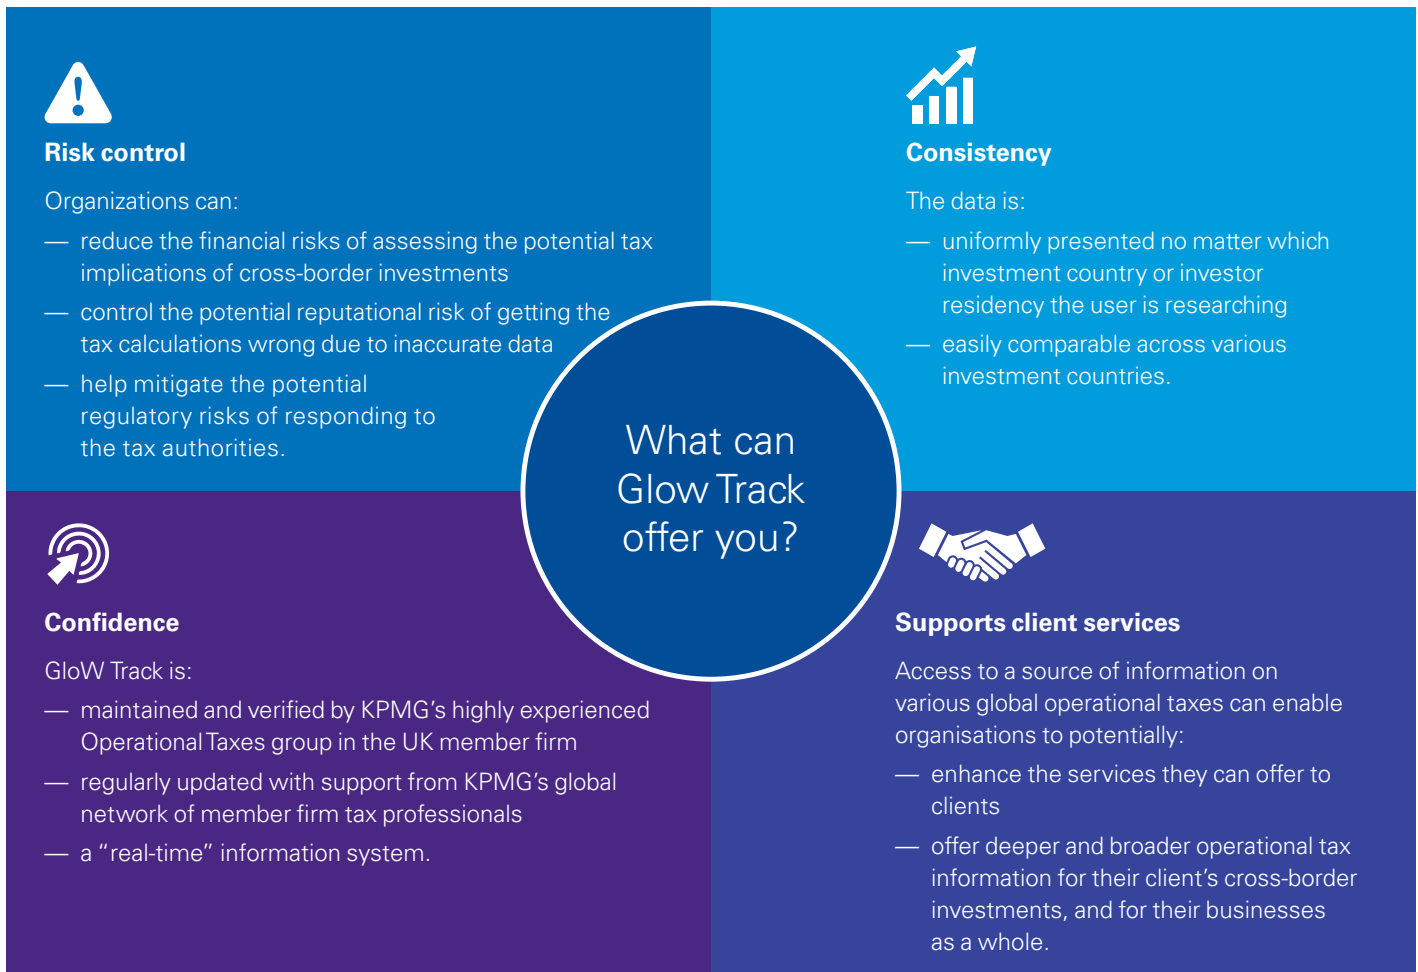 Risk control
Organizations can:
— reduce the financial risks of assessing the potential tax
implications of cross-border investments
— control the potential reputational risk of getting the
tax calculations wrong due to inaccurate data
— help mitigate the potential
regulatory risks of responding to
the tax authorities.
Consistency
The data is:
— uniformly presented no matter which
investment country or investor
residency the user is researching
— easily comparable across various
investment countries.
What can
Glow Track
offer you?
Confidence
GloW Track is:
— maintained and verified by KPMG’s highly experienced
Operational Taxes group in the UK member firm
— regularly updated with support from KPMG’s global
network of member firm tax professionals
— a “real-time” information system.
Supports client services
Access to a source of information on
various global operational taxes can enable
organisations to potentially:
— enhance the services they can offer to
clients
— offer deeper and broader operational tax
information for their client’s cross-border
investments, and for their businesses
as a whole.